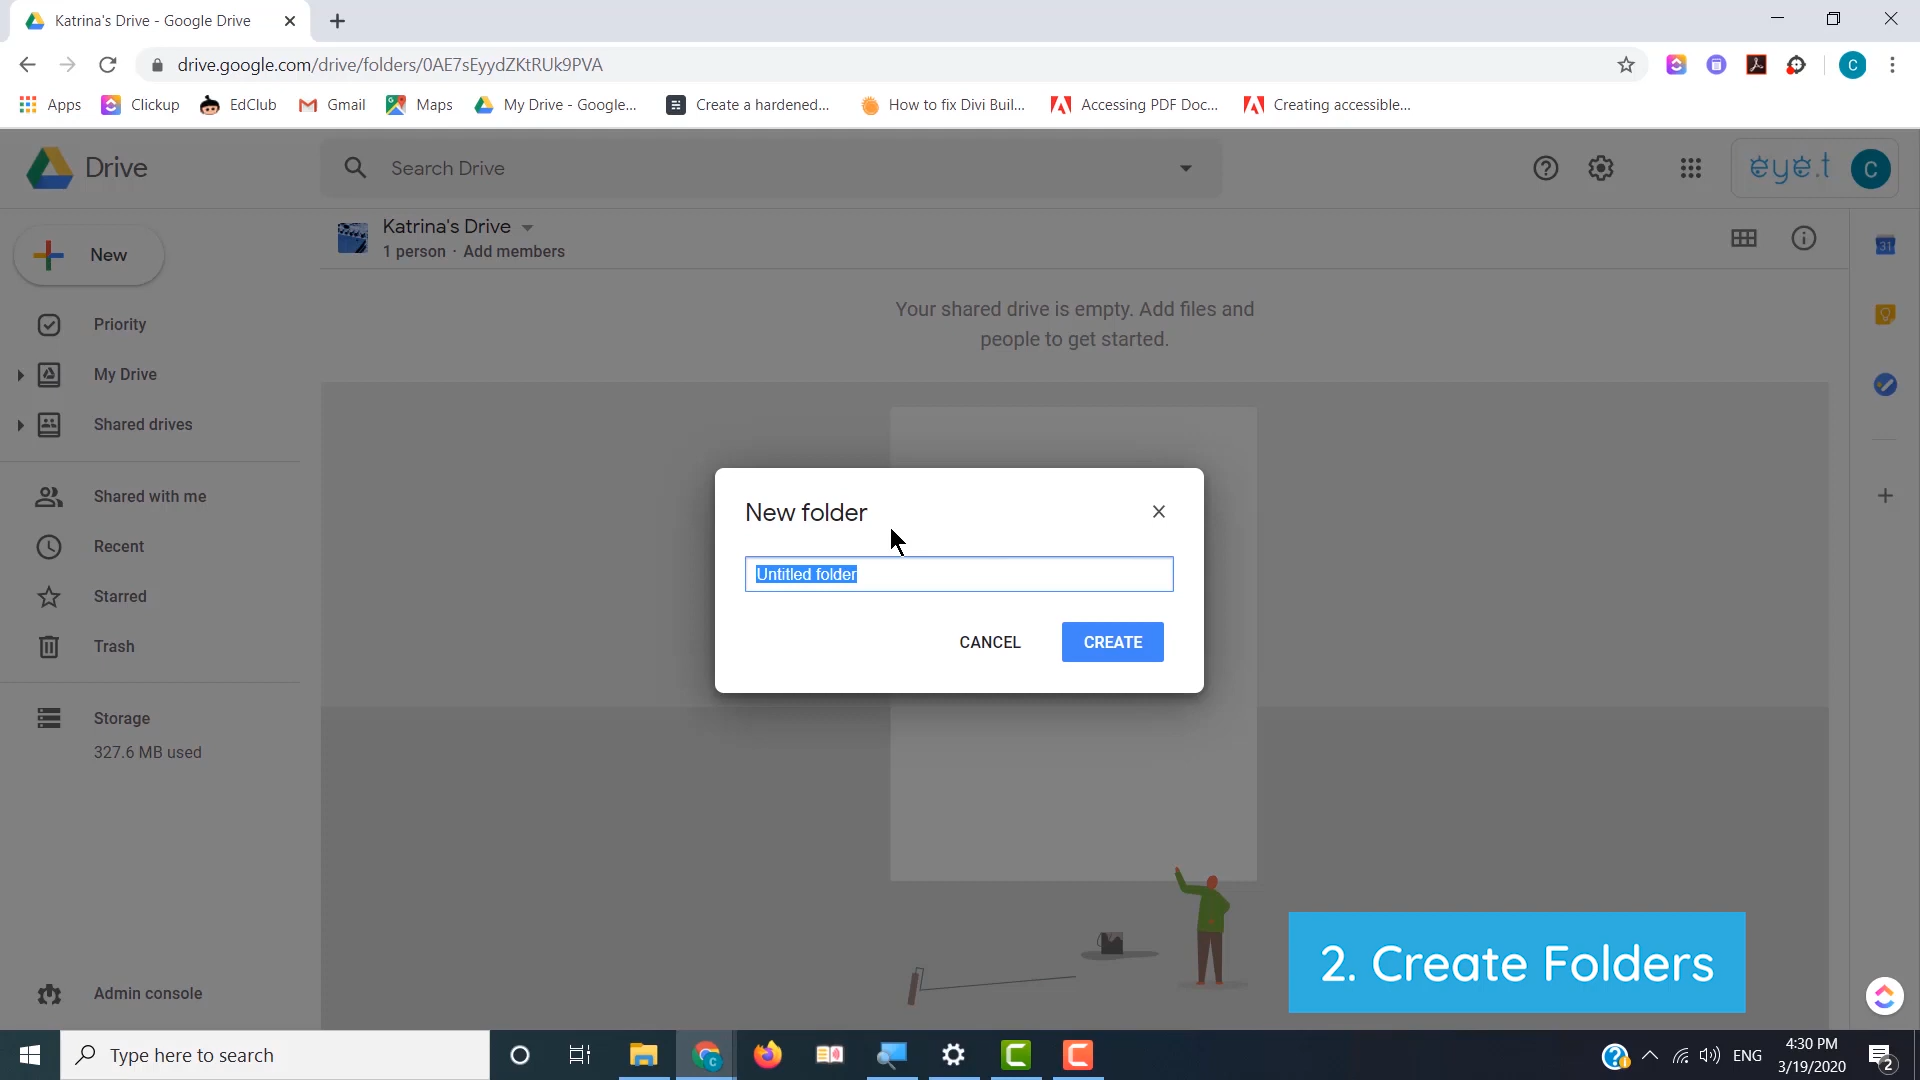 Katrina's Drive - Google Drive
drive.google.com/drive/folders/0AE7sEyydZKtRUk9PVA
C
Apps Clickup EdClub Gmail Maps My Drive - Google... Create a hardened... How to fix Divi Buil... Accessing PDF Doc... Creating accessible...
Drive
Search Drive
eye.t C
New
Katrina's Drive
1 person · Add members
31
Your shared drive is empty. Add files and
people to get started.
Priority
My Drive
Shared drives
Shared with me
Recent
Starred
Trash
Storage
327.6 MB used
Admin console
New folder
Untitled folder
CANCEL CREATE
2. Create Folders
Type here to search
ENG
4:30 PM
3/19/2020
2